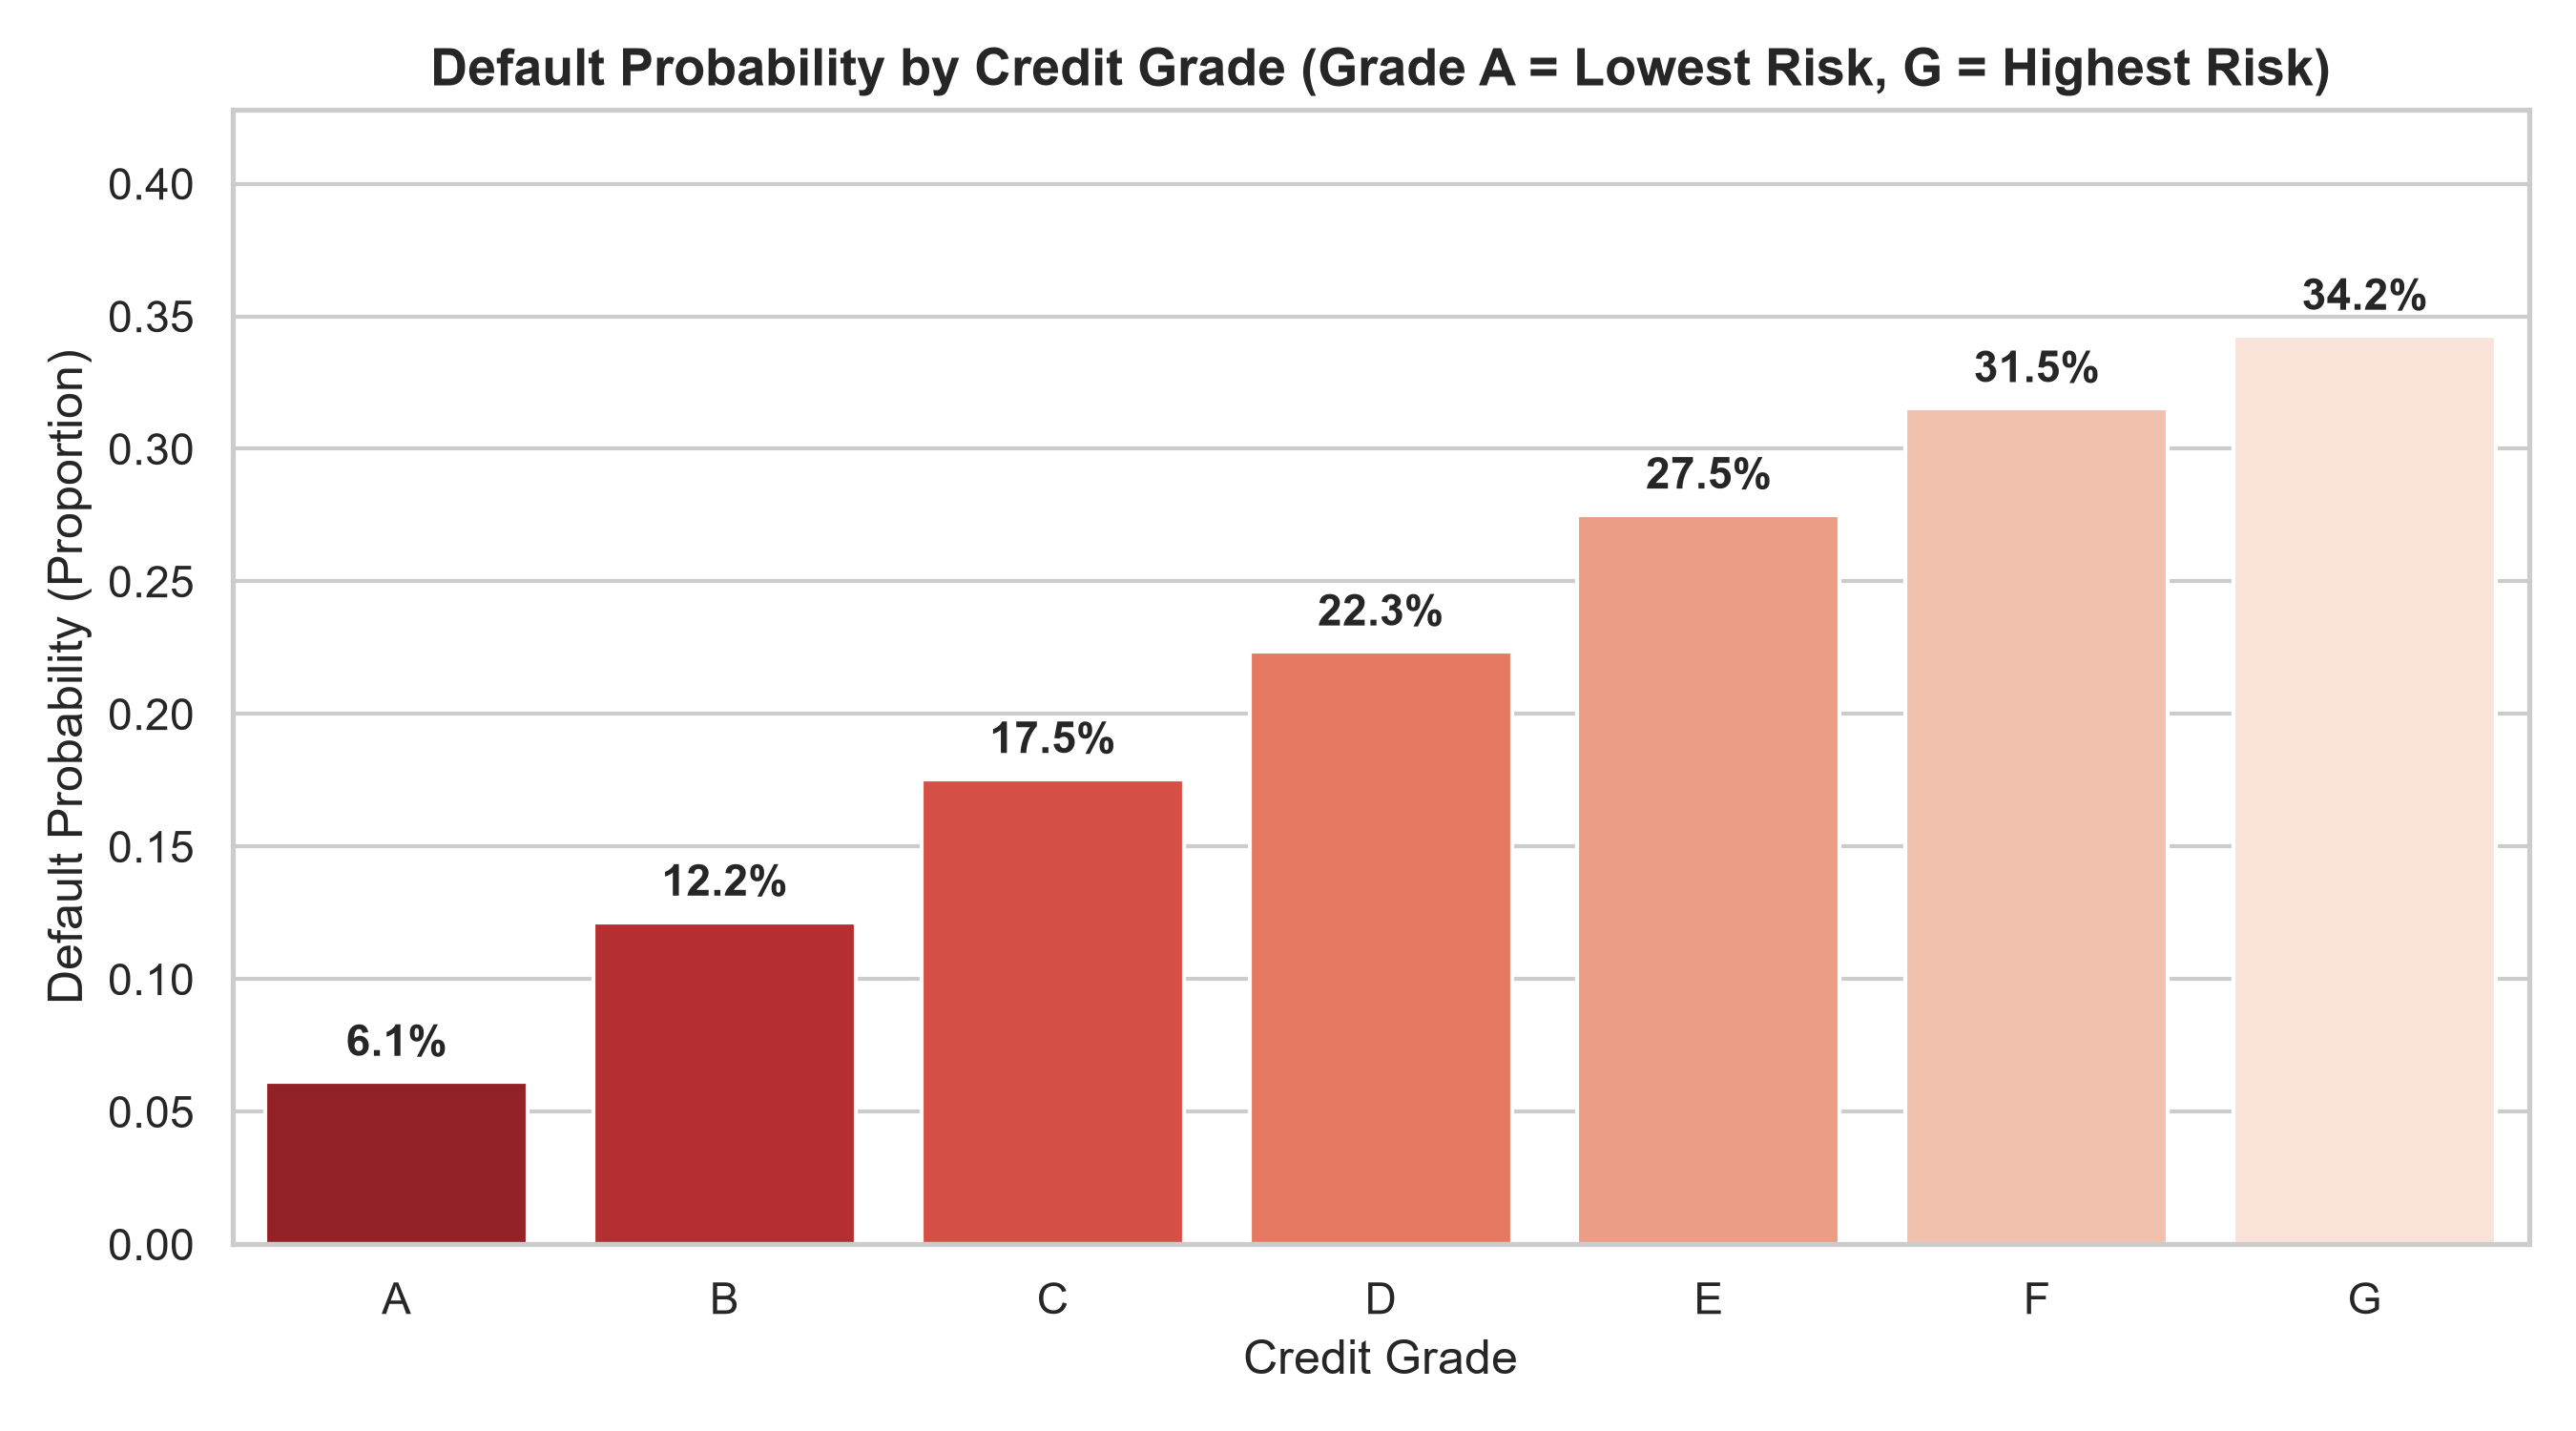 Default Probability by Credit Grade (Grade A = Lowest Risk, G = Highest Risk)
Default Probability (Proportion)
0.40
0.35
0.30
0.25
0.20
0.15
0.10
0.05
0.00
6.1%
12.2%
17.5%
22.3%
27.5%
31.5%
34.2%
A
B
C
D
E
F
G
Credit Grade